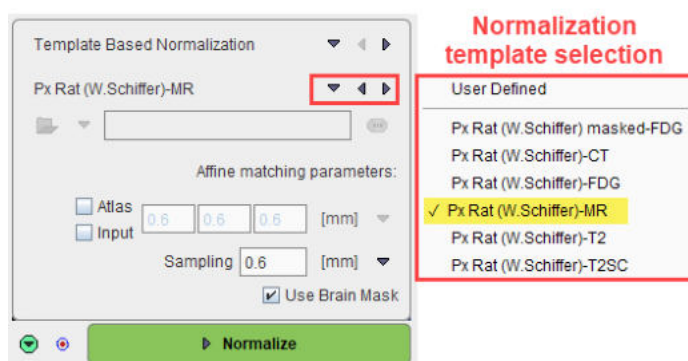 Template Based Normalization
Px Rat (W.Schiffer)-MR
Affine matching parameters:
Atlas
Input
0.6 0.6 0.6 [mm]
Sampling 0.6 [mm]
Use Brain Mask
Normalize
Normalization
template selection
User Defined
Px Rat (W.Schiffer) masked-FDG
Px Rat (W.Schiffer)-CT
Px Rat (W.Schiffer)-FDG
✓ Px Rat (W.Schiffer)-MR
Px Rat (W.Schiffer)-T2
Px Rat (W.Schiffer)-T2SC